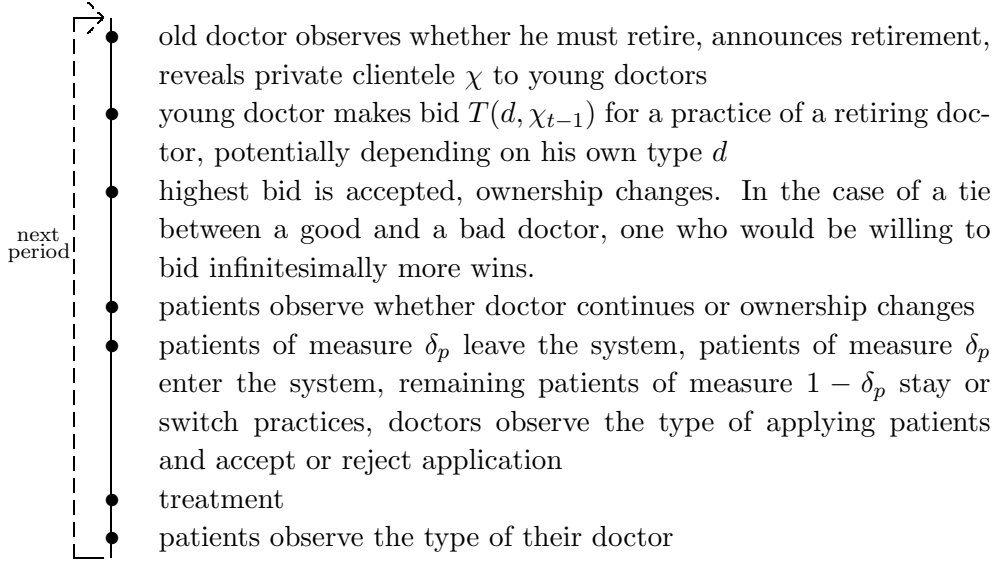 old doctor observes whether he must retire, announces retirement,
reveals private clientele χ to young doctors
young doctor makes bid T(d, χ_{t−1}) for a practice of a retiring doc-
tor, potentially depending on his own type d
highest bid is accepted, ownership changes. In the case of a tie
between a good and a bad doctor, one who would be willing to
bid infinitesimally more wins.
next
period
patients observe whether doctor continues or ownership changes
patients of measure δ_p leave the system, patients of measure δ_p
enter the system, remaining patients of measure 1 − δ_p stay or
switch practices, doctors observe the type of applying patients
and accept or reject application
treatment
patients observe the type of their doctor